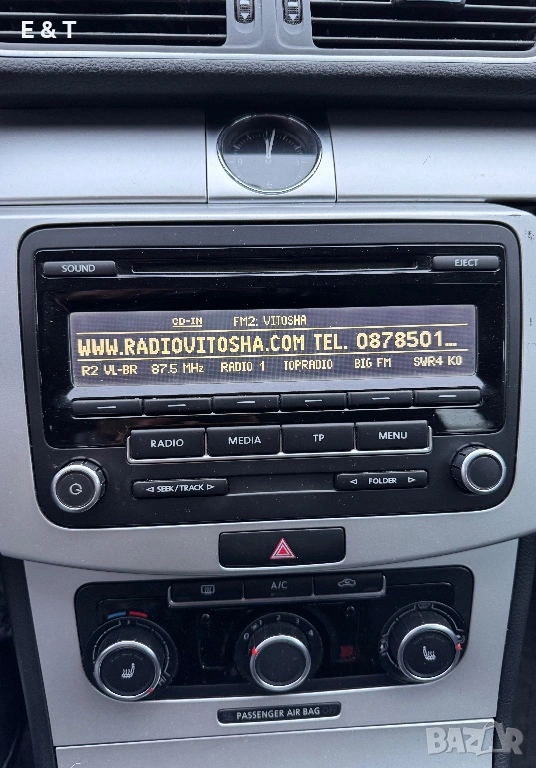 E & T
SOUND
EJECT
CD-IN FM2: VITOSHA
WWW.RADIOVITOSHA.COM TEL. 0878501...
R2 VL-BR 87.5 MHz RADIO 1 TOPRADIO BIG FM SWR4 KO
RADIO MEDIA TP MENU
◁ SEEK / TRACK ▷
◁ FOLDER ▷
A/C
PASSENGER AIR BAG
BAZAR